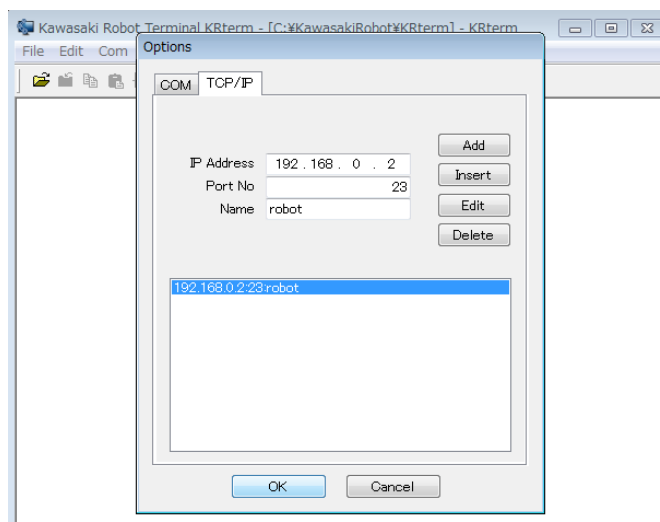 Kawasaki Robot Terminal KRterm - [C:¥KawasakiRobot¥KRterm] - KRterm
File Edit Com
Options
COM TCP/IP
IP Address 192 . 168 . 0 . 2
Port No 23
Name robot
Add
Insert
Edit
Delete
192.168.0.2:23:robot
OK Cancel